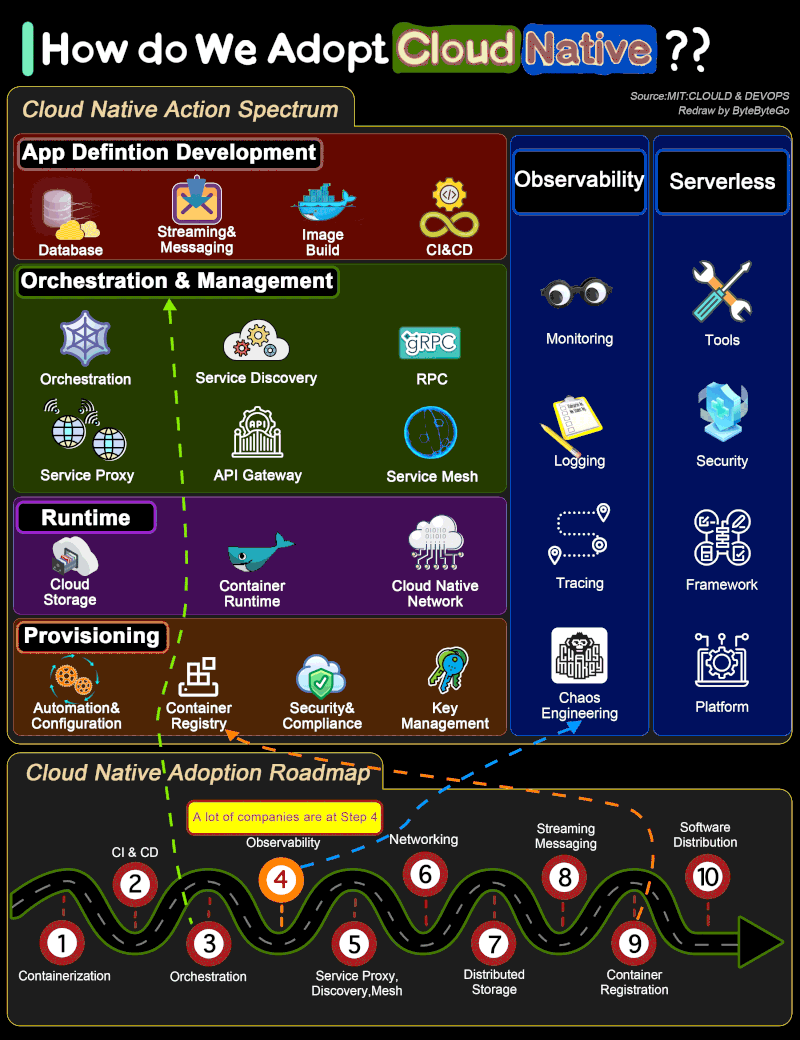 How do We Adopt Cloud Native ??
Source:MIT:CLOULD & DEVOPS
Redraw by ByteByteGo
Cloud Native Action Spectrum
App Defintion Development
Database
Streaming&
Messaging
Image
Build
CI&CD
Orchestration & Management
Orchestration
Service Discovery
gRPC
RPC
Service Proxy
API
API Gateway
Service Mesh
Runtime
Cloud
Storage
Container
Runtime
Cloud Native
Network
Provisioning
Automation&
Configuration
Container
Registry
Security&
Compliance
Key
Management
Observability
Monitoring
Logging
Tracing
Chaos
Engineering
Serverless
Tools
Security
Framework
Platform
Cloud Native Adoption Roadmap
A lot of companies are at Step 4
1
Containerization
CI & CD
2
3
Orchestration
Observability
4
5
Service Proxy,
Discovery,Mesh
Networking
6
7
Distributed
Storage
Streaming
Messaging
8
9
Container
Registration
Software
Distribution
10